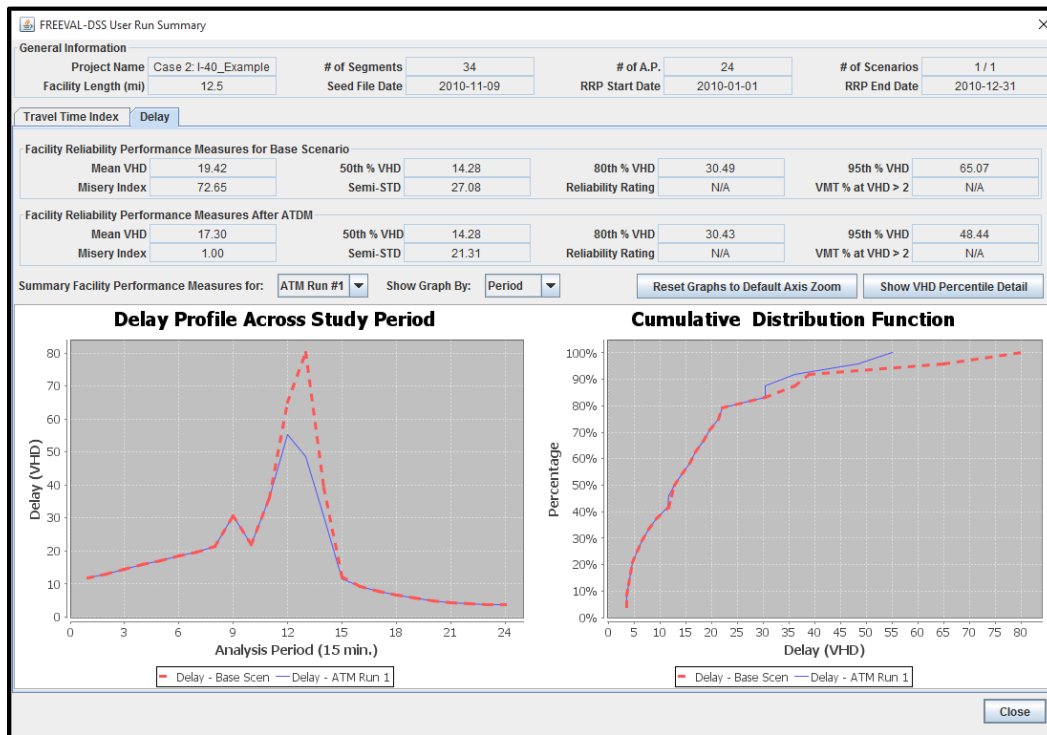 FREEVAL-DSS User Run Summary
General Information
Project Name Case 2: I-40_Example # of Segments 34 # of A.P. 24 # of Scenarios 1 / 1
Facility Length (mi) 12.5 Seed File Date 2010-11-09 RRP Start Date 2010-01-01 RRP End Date 2010-12-31
Travel Time Index Delay
Facility Reliability Performance Measures for Base Scenario
Mean VHD 19.42 50th % VHD 14.28 80th % VHD 30.49 95th % VHD 65.07
Misery Index 72.65 Semi-STD 27.08 Reliability Rating N/A VMT % at VHD > 2 N/A
Facility Reliability Performance Measures After ATDM
Mean VHD 17.30 50th % VHD 14.28 80th % VHD 30.43 95th % VHD 48.44
Misery Index 1.00 Semi-STD 21.31 Reliability Rating N/A VMT % at VHD > 2 N/A
Summary Facility Performance Measures for: ATM Run #1 Show Graph By: Period Reset Graphs to Default Axis Zoom Show VHD Percentile Detail
Delay Profile Across Study Period
Delay (VHD)
80
70
60
50
40
30
20
10
0
0 3 6 9 12 15 18 21 24
Analysis Period (15 min.)
Delay - Base Scen Delay - ATM Run 1
Cumulative Distribution Function
Percentage
100%
90%
80%
70%
60%
50%
40%
30%
20%
10%
0%
0 5 10 15 20 25 30 35 40 45 50 55 60 65 70 75 80
Delay (VHD)
Delay - Base Scen Delay - ATM Run 1
Close